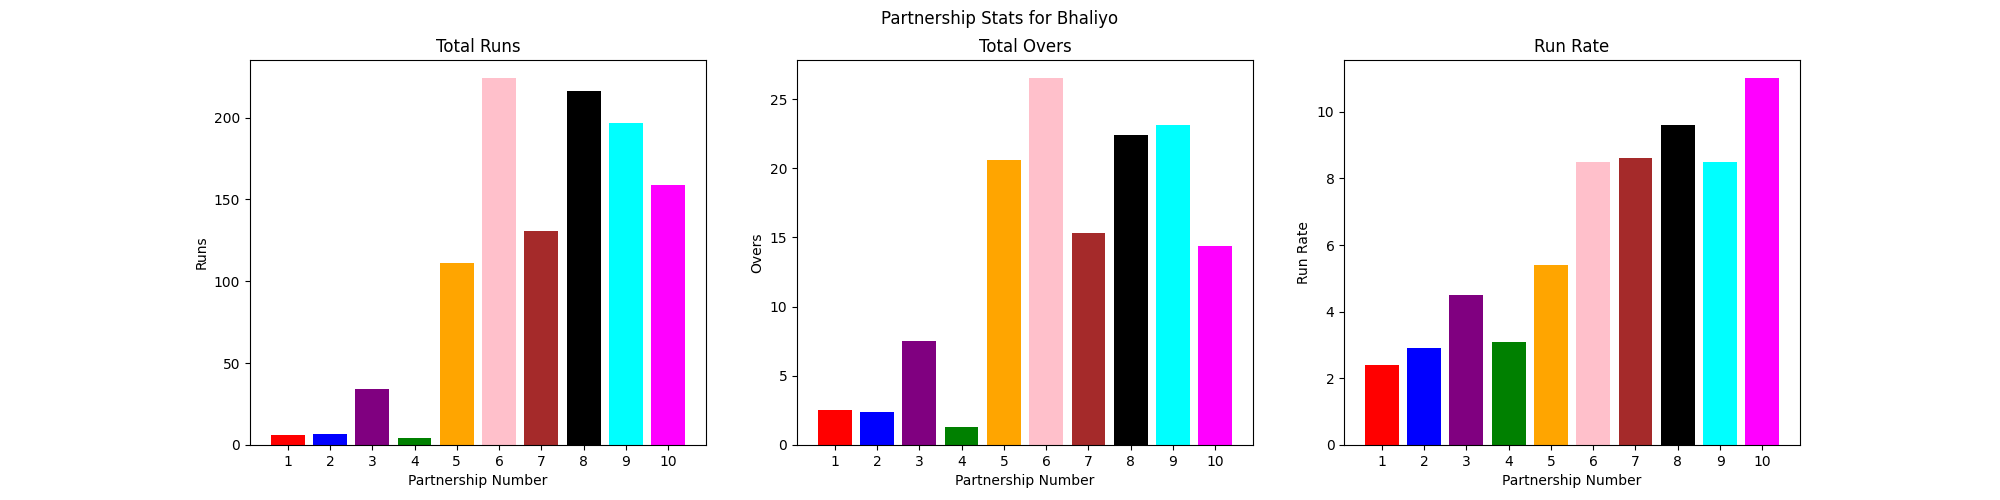 Partnership Stats for Bhaliyo
Total Runs
Runs
200
150
100
50
0
1 2 3 4 5 6 7 8 9 10
Partnership Number
Total Overs
Overs
25
20
15
10
5
0
1 2 3 4 5 6 7 8 9 10
Partnership Number
Run Rate
Run Rate
10
8
6
4
2
0
1 2 3 4 5 6 7 8 9 10
Partnership Number